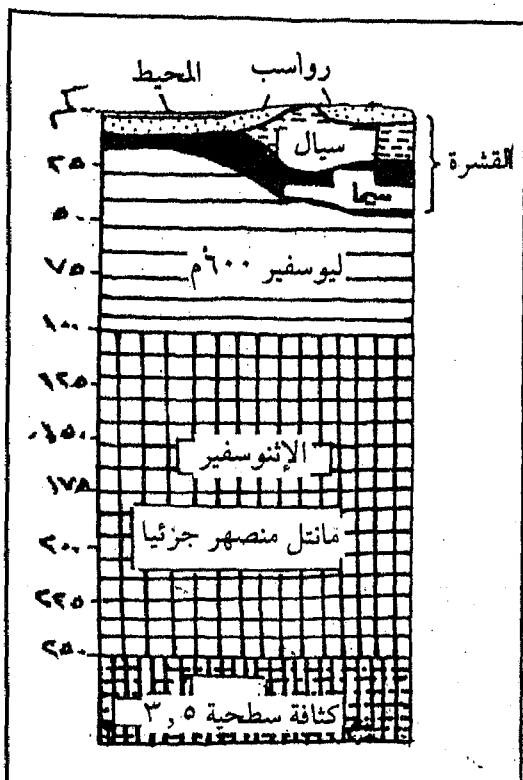 رواسب
المحيط
كم
سيال
القشرة
٢٥
سيما
٥٠
ليوسفير ٦٠٠م
٧٥
١٠٠
١٢٥
١٥٠
الإثنوسفير
١٧٥
مانتل منصهر جزئيا
٢٠٠
٢٢٥
٢٥٠
كثافة سطحية ٣,٥